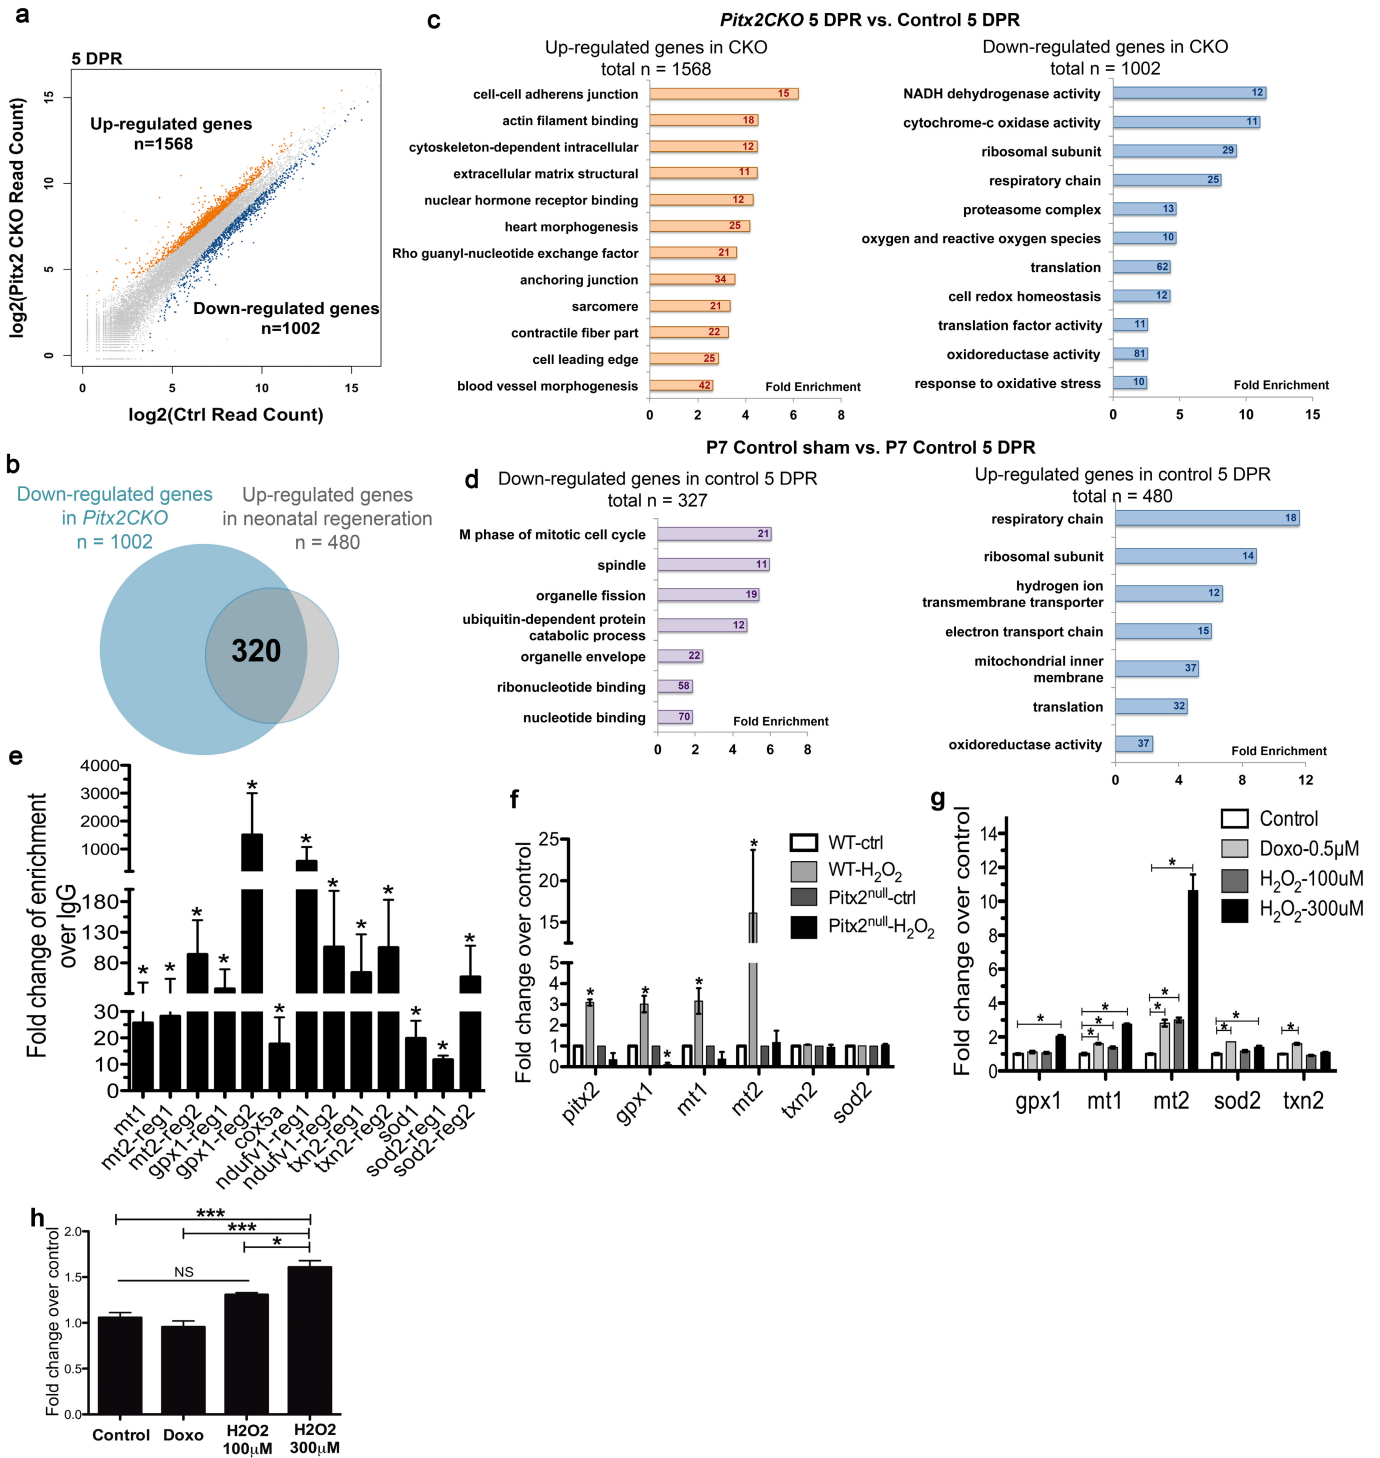 a
5 DPR
Up-regulated genes
n=1568
Down-regulated genes
n=1002
log2(Pitx2 CKO Read Count)
0
5
10
15
0 5 10 15
log2(Ctrl Read Count)
b
Down-regulated genes
in Pitx2CKO
n = 1002
Up-regulated genes
in neonatal regeneration
n = 480
320
c
Pitx2CKO 5 DPR vs. Control 5 DPR
Up-regulated genes in CKO
total n = 1568
cell-cell adherens junction 15
actin filament binding 18
cytoskeleton-dependent intracellular 12
extracellular matrix structural 11
nuclear hormone receptor binding 12
heart morphogenesis 25
Rho guanyl-nucleotide exchange factor 21
anchoring junction 34
sarcomere 21
contractile fiber part 22
cell leading edge 25
blood vessel morphogenesis 42
Fold Enrichment
0 2 4 6 8
Down-regulated genes in CKO
total n = 1002
NADH dehydrogenase activity 12
cytochrome-c oxidase activity 11
ribosomal subunit 29
respiratory chain 25
proteasome complex 13
oxygen and reactive oxygen species 10
translation 62
cell redox homeostasis 12
translation factor activity 11
oxidoreductase activity 81
response to oxidative stress 10
Fold Enrichment
0 5 10 15
P7 Control sham vs. P7 Control 5 DPR
d
Down-regulated genes in control 5 DPR
total n = 327
M phase of mitotic cell cycle 21
spindle 11
organelle fission 19
ubiquitin-dependent protein
catabolic process 12
organelle envelope 22
ribonucleotide binding 58
nucleotide binding 70
Fold Enrichment
0 2 4 6 8
Up-regulated genes in control 5 DPR
total n = 480
respiratory chain 18
ribosomal subunit 14
hydrogen ion
transmembrane transporter 12
electron transport chain 15
mitochondrial inner
membrane 37
translation 32
oxidoreductase activity 37
Fold Enrichment
0 4 8 12
e
Fold change of enrichment
over IgG
4000
3000
2000
1000
180
130
80
30
20
10
0
* * * * * * * * * * * * *
mt1
mt2-reg1
mt2-reg2
gpx1-reg1
gpx1-reg2
cox5a
ndufv1-reg1
ndufv1-reg2
txn2-reg1
txn2-reg2
sod1
sod2-reg1
sod2-reg2
f
Fold change over control
25
20
15
5
4
3
2
1
0
* * * * *
WT-ctrl
WT-H2O2
Pitx2null-ctrl
Pitx2null-H2O2
pitx2
gpx1
mt1
mt2
txn2
sod2
g
Fold change over control
14
12
10
8
6
4
2
0
* * * * * * * * * *
Control
Doxo-0.5µM
H2O2-100uM
H2O2-300uM
gpx1 mt1 mt2 sod2 txn2
h
Fold change over control
2.0
1.5
1.0
0.5
0.0
***
***
*
NS
Control
Doxo
H2O2
100µM
H2O2
300µM